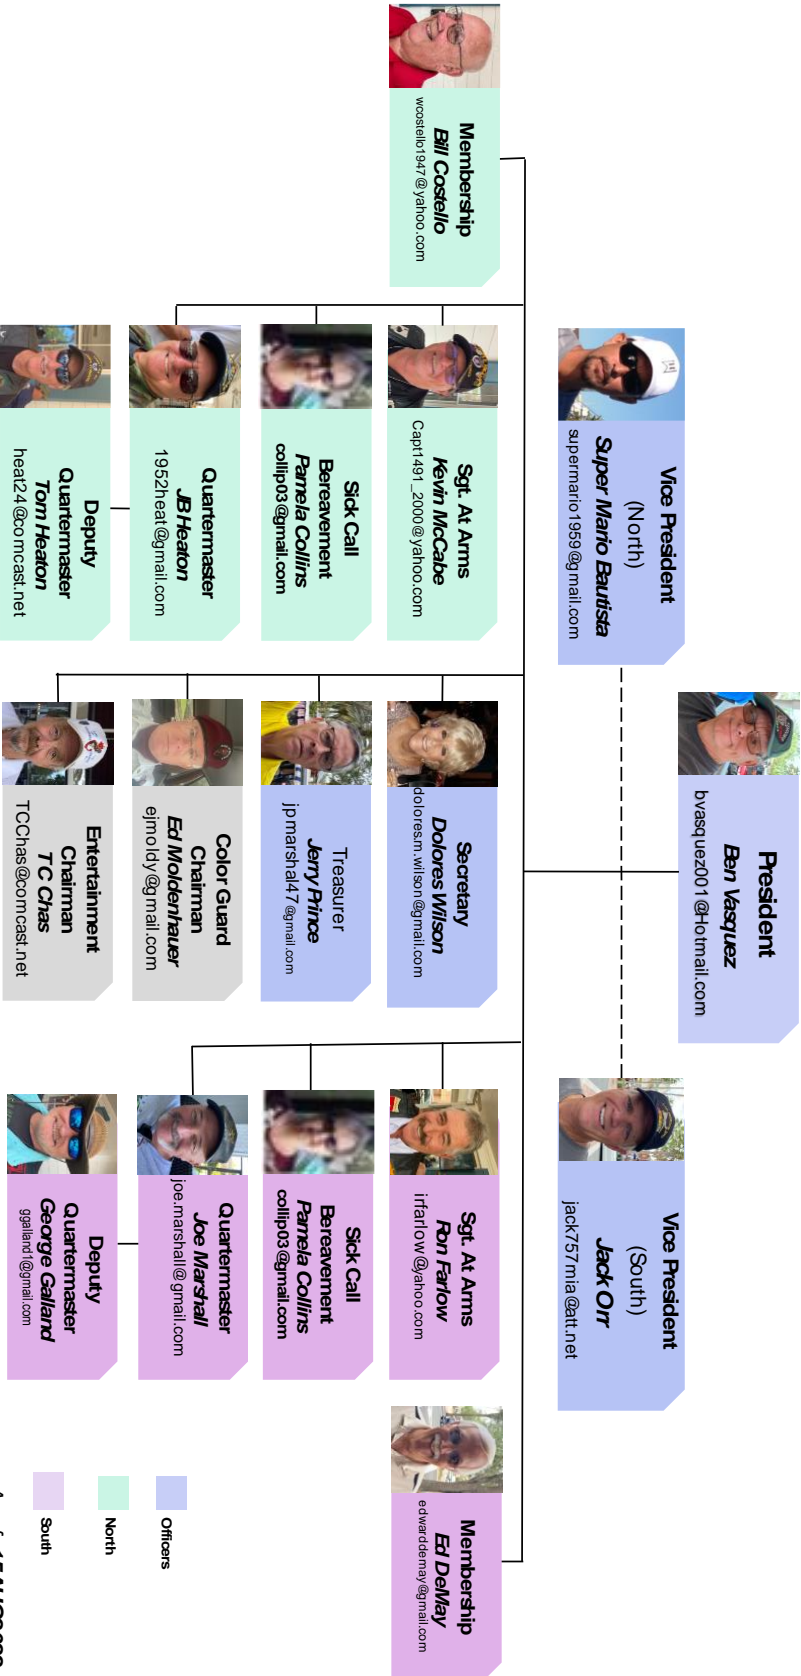 President
Ben Vasquez
bvasquez001@Hotmail.com
Vice President
(North)
Super Mario Bautista
supermario1959@gmail.com
Vice President
(South)
Jack Orr
jack757mia@att.net
Membership
Bill Costello
wcostello1947@yahoo.com
Sgt. At Arms
Kevin McCabe
Capt1491_2000@yahoo.com
Secretary
Dolores Wilson
dolores.m.wilson@gmail.com
Sgt. At Arms
Ron Farlow
irfarlow@yahoo.com
Membership
Ed DeMay
edwarddemay@gmail.com
Sick Call
Bereavement
Pamela Collins
collip03@gmail.com
Treasurer
Jerry Prince
jpmarshal47@gmail.com
Sick Call
Bereavement
Pamela Collins
collip03@gmail.com
Quartermaster
JB Heaton
1952heat@gmail.com
Color Guard
Chairman
Ed Moldenhauer
ejmoldy@gmail.com
Quartermaster
Joe Marshall
joe.marshall@gmail.com
Deputy
Quartermaster
Tom Heaton
heat24@comcast.net
Entertainment
Chairman
TC Chas
TCChas@comcast.net
Deputy
Quartermaster
George Galland
ggalland1@gmail.com
Officers
North
South